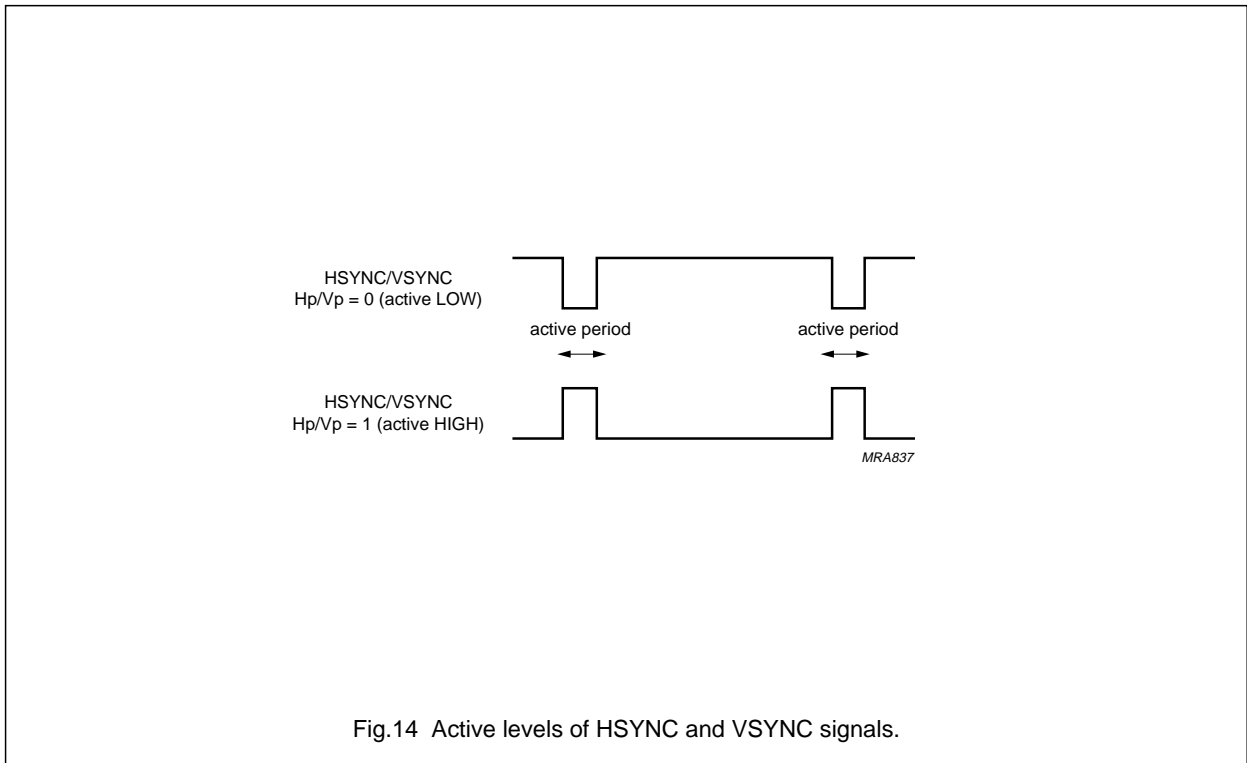 HSYNC/VSYNC
Hp/Vp = 0 (active LOW)
active period
active period
HSYNC/VSYNC
Hp/Vp = 1 (active HIGH)
MRA837
Fig.14 Active levels of HSYNC and VSYNC signals.